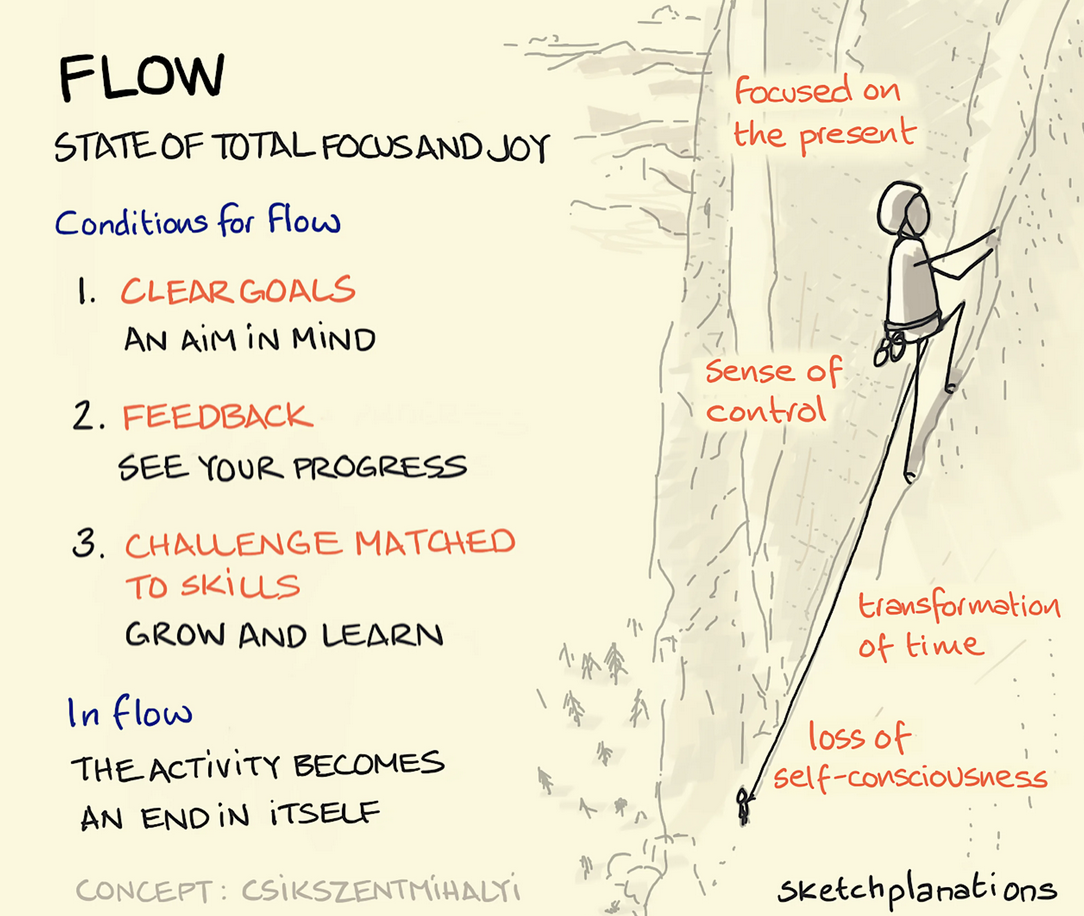 FLOW
STATE OF TOTAL FOCUS AND JOY
Conditions for Flow
1. CLEAR GOALS
AN AIM IN MIND
2. FEEDBACK
SEE YOUR PROGRESS
3. CHALLENGE MATCHED
TO SKILLS
GROW AND LEARN
In flow
THE ACTIVITY BECOMES
AN END IN ITSELF
CONCEPT: CSIKSZENTMIHALYI
focused on
the present
Sense of
control
transformation
of time
loss of
self-consciousness
sketchplanations